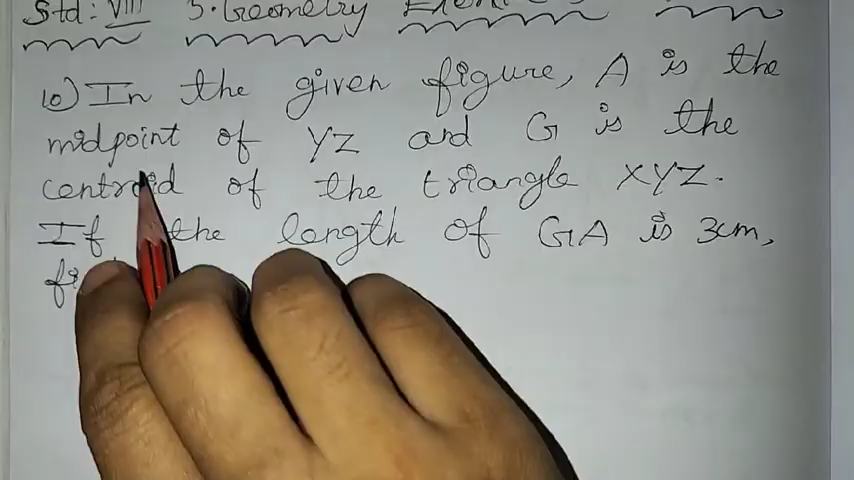 Std: VIII 5. Geometry
10) In the given figure, A is the
midpoint of YZ and G is the
centroid of the triangle XYZ.
If the length of GA is 3cm,